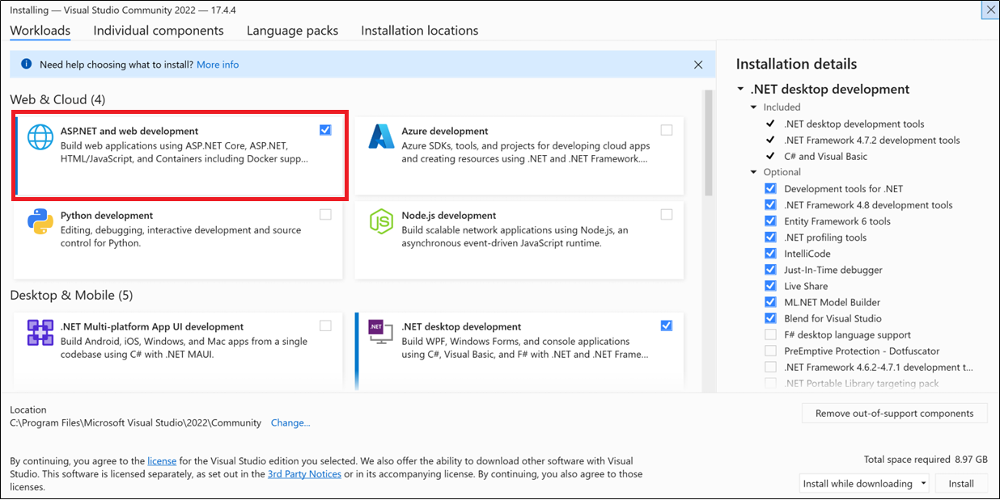 Installing — Visual Studio Community 2022 — 17.4.4
Workloads
Individual components
Language packs
Installation locations
Need help choosing what to install? More info
Web & Cloud (4)
ASP.NET and web development
Build web applications using ASP.NET Core, ASP.NET,
HTML/JavaScript, and Containers including Docker supp...
Azure development
Azure SDKs, tools, and projects for developing cloud apps
and creating resources using .NET and .NET Framework....
Python development
Editing, debugging, interactive development and source
control for Python.
JS
Node.js development
Build scalable network applications using Node.js, an
asynchronous event-driven JavaScript runtime.
Desktop & Mobile (5)
.NET Multi-platform App UI development
Build Android, iOS, Windows, and Mac apps from a single
codebase using C# with .NET MAUI.
.NET
.NET desktop development
Build WPF, Windows Forms, and console applications
using C#, Visual Basic, and F# with .NET and .NET Frame...
Installation details
.NET desktop development
Included
.NET desktop development tools
.NET Framework 4.7.2 development tools
C# and Visual Basic
Optional
Development tools for .NET
.NET Framework 4.8 development tools
Entity Framework 6 tools
.NET profiling tools
IntelliCode
Just-In-Time debugger
Live Share
ML.NET Model Builder
Blend for Visual Studio
F# desktop language support
PreEmptive Protection - Dotfuscator
.NET Framework 4.6.2-4.7.1 development t...
.NET Portable Library targeting pack
Location
C:\Program Files\Microsoft Visual Studio\2022\Community Change...
Remove out-of-support components
By continuing, you agree to the license for the Visual Studio edition you selected. We also offer the ability to download other software with Visual
Studio. This software is licensed separately, as set out in the 3rd Party Notices or in its accompanying license. By continuing, you also agree to those
licenses.
Total space required 8.97 GB
Install while downloading
Install